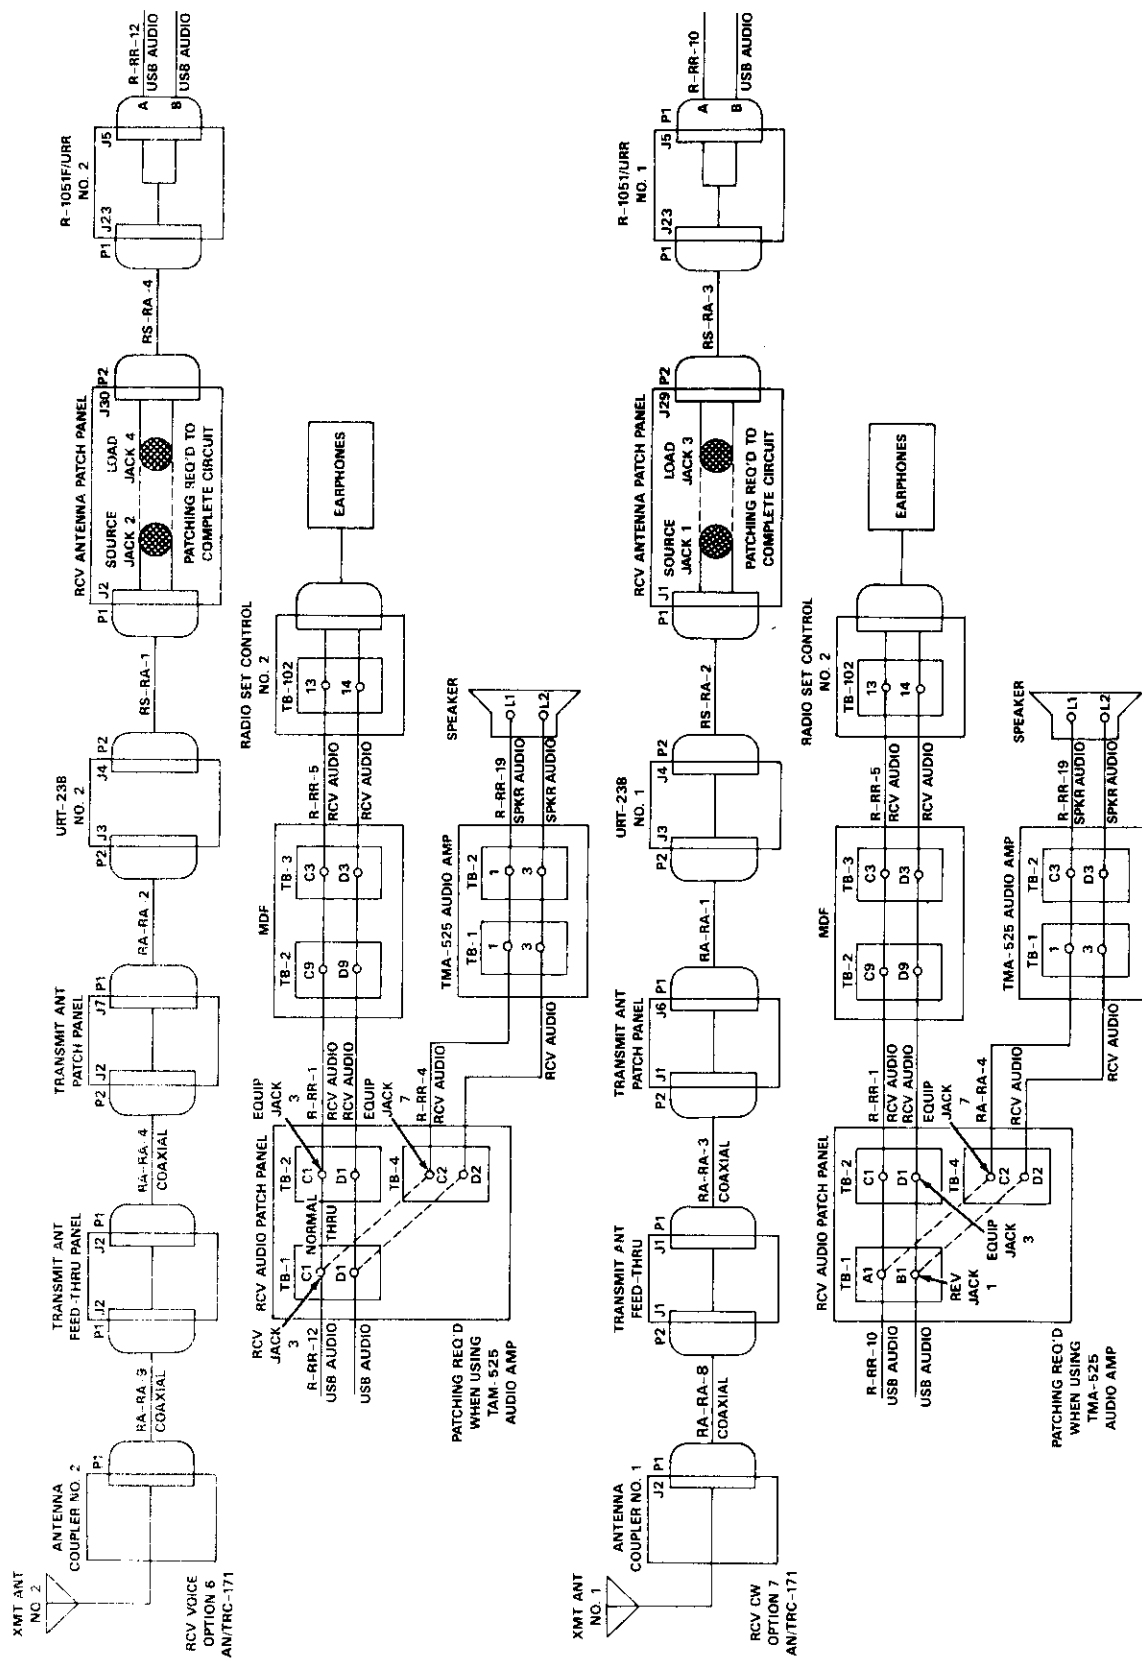 XMT ANT
NO. 2
ANTENNA
COUPLER NO. 2
P1
RCV VOICE
OPTION 6
AN/TRC-171
RA-RA-9
COAXIAL
TRANSMIT ANT
FEED-THRU PANEL
P1
J2
J2
P1
RA-RA-4
COAXIAL
TRANSMIT ANT
PATCH PANEL
P2
J2
J7
P1
RA-RA-2
URT-23B
NO. 2
P2
J3
J4
P2
RS-RA-1
RCV ANTENNA PATCH PANEL
P1
J2
SOURCE
JACK 2
LOAD
JACK 4
J30
P2
PATCHING REQ'D TO
COMPLETE CIRCUIT
RS-RA-4
R-1051F/URR
NO. 2
P1
J23
J5
A
B
R-RR-12
USB AUDIO
USB AUDIO
RCV
JACK
3
R-RR-12
USB AUDIO
USB AUDIO
RCV AUDIO PATCH PANEL
TB-1
C1
D1
NORMAL
THRU
TB-2
C1
D1
TB-4
C2
D2
EQUIP
JACK
3
R-RR-1
RCV AUDIO
RCV AUDIO
EQUIP
JACK
7
R-RR-4
RCV AUDIO
RCV AUDIO
PATCHING REQ'D
WHEN USING
TAM-525
AUDIO AMP
MDF
TB-2
C9
D9
TB-3
C3
D3
R-RR-5
RCV AUDIO
RCV AUDIO
RADIO SET CONTROL
NO. 2
TB-102
13
14
EARPHONES
TMA-525 AUDIO AMP
TB-1
1
3
TB-2
1
3
R-RR-19
SPKR AUDIO
SPKR AUDIO
SPEAKER
L1
L2
XMT ANT
NO. 1
ANTENNA
COUPLER NO. 1
J2
P1
RCV CW
OPTION 7
AN/TRC-171
RA-RA-8
COAXIAL
TRANSMIT ANT
FEED-THRU
P2
J1
J1
P1
RA-RA-3
COAXIAL
TRANSMIT ANT
PATCH PANEL
P2
J1
J6
P1
RA-RA-1
URT-23B
NO. 1
P2
J3
J4
P2
RS-RA-2
RCV ANTENNA PATCH PANEL
P1
J1
SOURCE
JACK 1
LOAD
JACK 3
J29
P2
PATCHING REQ'D TO
COMPLETE CIRCUIT
RS-RA-3
R-1051/URR
NO. 1
P1
J23
J5
P1
A
B
R-RR-10
USB AUDIO
R-RR-10
USB AUDIO
USB AUDIO
RCV AUDIO PATCH PANEL
TB-1
A1
B1
REV
JACK
1
TB-2
C1
D1
EQUIP
JACK
3
TB-4
C2
D2
R-RR-1
RCV AUDIO
RCV AUDIO
EQUIP
JACK
7
RA-RA-4
RCV AUDIO
RCV AUDIO
PATCHING REQ'D
WHEN USING
TMA-525
AUDIO AMP
MDF
TB-2
C9
D9
TB-3
C3
D3
R-RR-5
RCV AUDIO
RCV AUDIO
RADIO SET CONTROL
NO. 2
TB-102
13
14
EARPHONES
TMA-525 AUDIO AMP
TB-1
1
3
TB-2
C3
D3
R-RR-19
SPKR AUDIO
SPKR AUDIO
SPEAKER
L1
L2